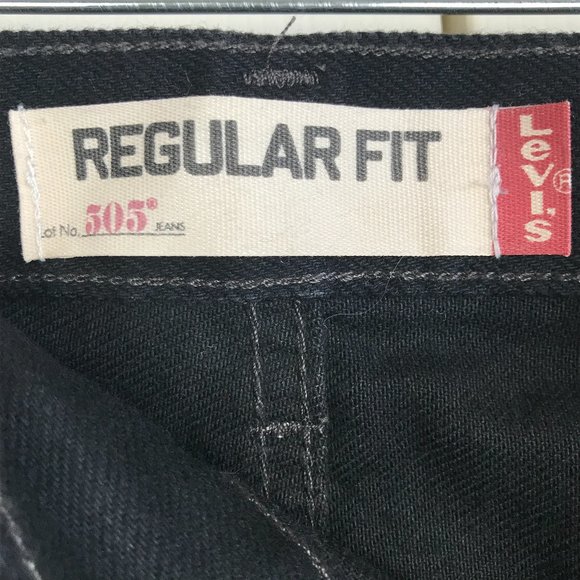 REGULAR FIT
Lot No. 505® JEANS
LeVI'S ®